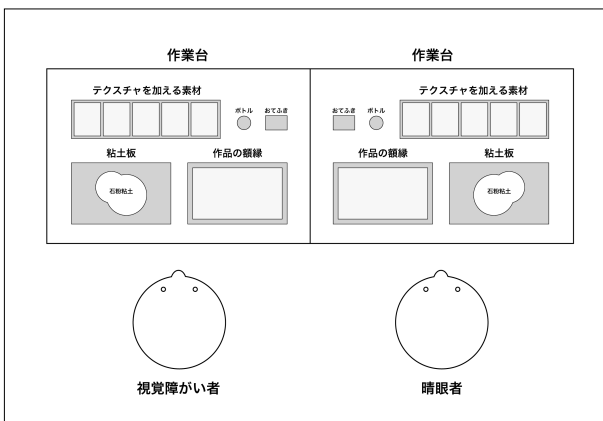 作業台 作業台
テクスチャを加える素材 テクスチャを加える素材
ボトル おてふき おてふき ボトル
粘土板 作品の額縁 作品の額縁 粘土板
石粉粘土 石粉粘土
視覚障がい者 晴眼者